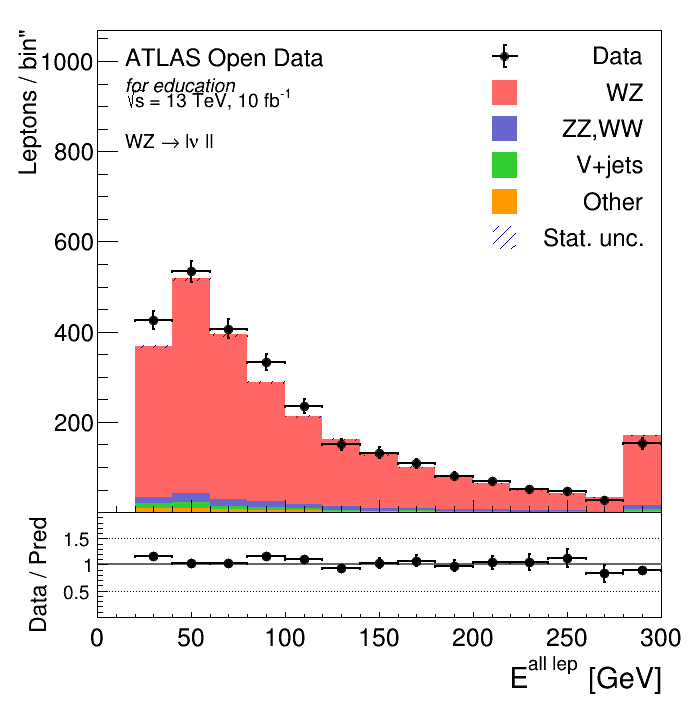 Leptons / bin"
1000
800
600
400
200
ATLAS Open Data
for education
√s = 13 TeV, 10 fb-1
WZ → lν ll
Data
WZ
ZZ,WW
V+jets
Other
Stat. unc.
Data / Pred
1.5
1
0.5
0 50 100 150 200 250 300
E all lep [GeV]